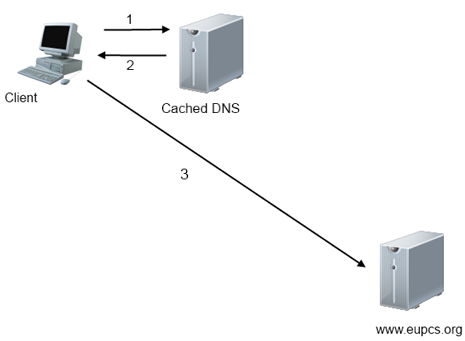 1
2
Client
Cached DNS
3
www.eupcs.org